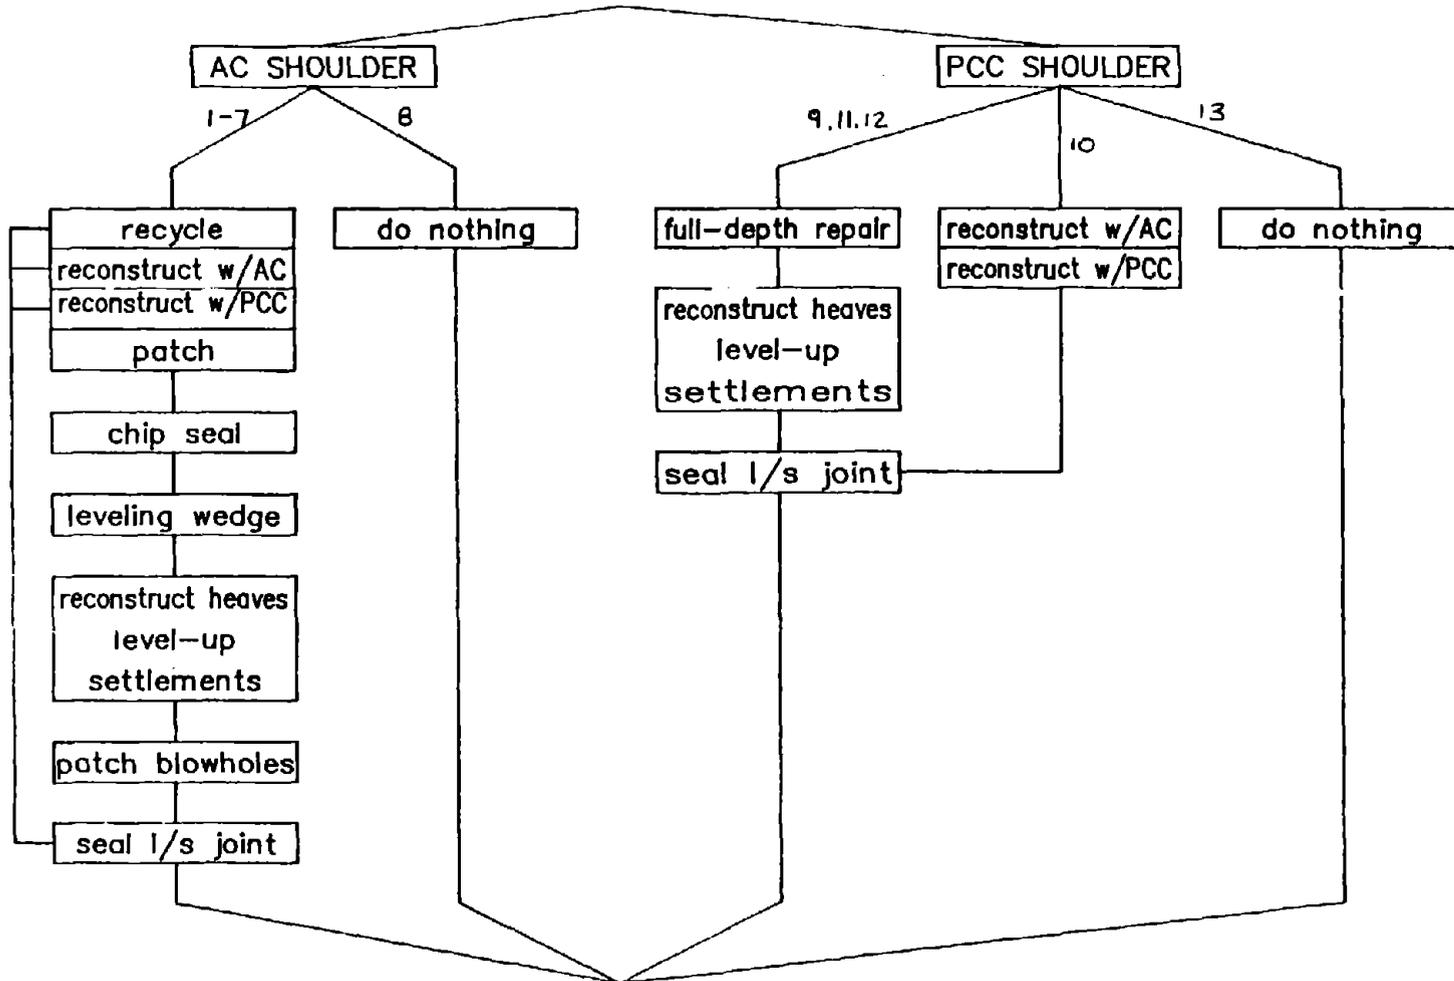 AC SHOULDER
PCC SHOULDER
1-7
8
9,11,12
10
13
recycle
reconstruct w/AC
reconstruct w/PCC
patch
chip seal
leveling wedge
reconstruct heaves
level-up
settlements
patch blowholes
seal l/s joint
do nothing
full-depth repair
reconstruct heaves
level-up
settlements
seal l/s joint
reconstruct w/AC
reconstruct w/PCC
do nothing